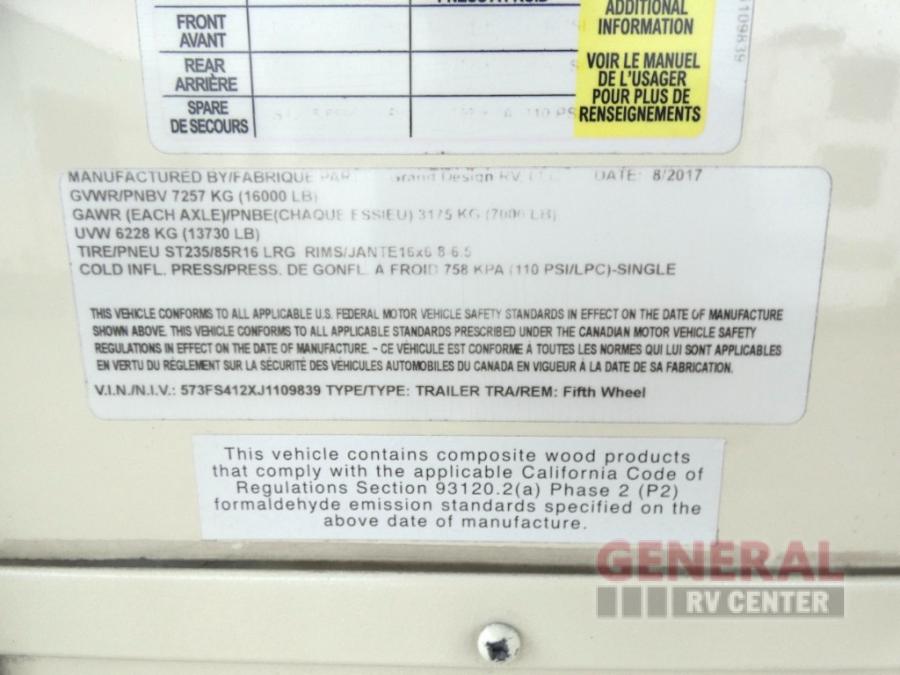 ADDITIONAL
INFORMATION
VOIR LE MANUEL
DE L'USAGER
POUR PLUS DE
RENSEIGNEMENTS
FRONT
AVANT
REAR
ARRIÈRE
SPARE
DE SECOURS
109839
MANUFACTURED BY/FABRIQUE PAR Grand Design RV, DATE: 8/2017
GVWR/PNBV 7257 KG (16000 LB)
GAWR (EACH AXLE)/PNBE(CHAQUE ESSIEU) 3175 KG (7000 LB)
UVW 6228 KG (13730 LB)
TIRE/PNEU ST235/85R16 LRG RIMS/JANTE16x6 8-6.5
COLD INFL. PRESS/PRESS. DE GONFL. A FROID 758 KPA (110 PSI/LPC)-SINGLE
THIS VEHICLE CONFORMS TO ALL APPLICABLE U.S. FEDERAL MOTOR VEHICLE SAFETY STANDARDS IN EFFECT ON THE DATE OF MANUFACTURE
SHOWN ABOVE. THIS VEHICLE CONFORMS TO ALL APPLICABLE STANDARDS PRESCRIBED UNDER THE CANADIAN MOTOR VEHICLE SAFETY
REGULATIONS IN EFFECT ON THE DATE OF MANUFACTURE. - CE VÉHICULE EST CONFORME À TOUTES LES NORMES QUI LUI SONT APPLICABLES
EN VERTU DU RÈGLEMENT SUR LA SÉCURITÉ DES VÉHICULES AUTOMOBILES DU CANADA EN VIGUEUR À LA DATE DE SA FABRICATION.
V.I.N./N.I.V.: 573FS412XJ1109839 TYPE/TYPE: TRAILER TRA/REM: Fifth Wheel
This vehicle contains composite wood products
that comply with the applicable California Code of
Regulations Section 93120.2(a) Phase 2 (P2)
formaldehyde emission standards specified on the
above date of manufacture.
GENERAL
RV CENTER